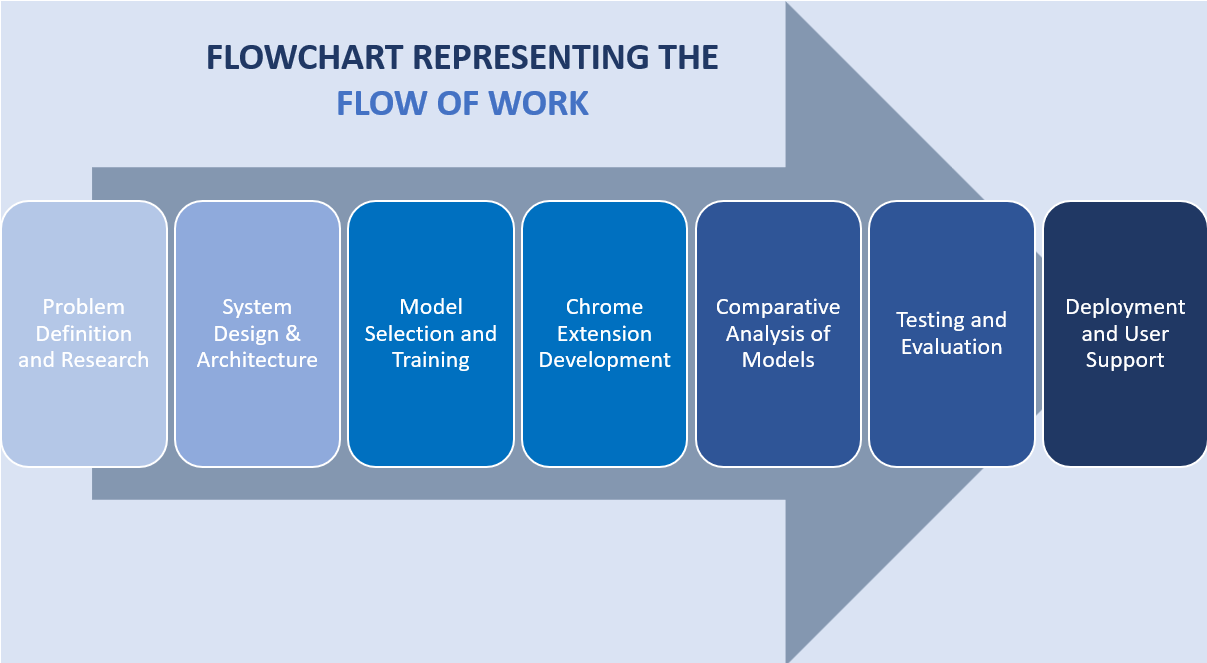 FLOWCHART REPRESENTING THE
FLOW OF WORK
Problem
Definition
and Research
System
Design &
Architecture
Model
Selection and
Training
Chrome
Extension
Development
Comparative
Analysis of
Models
Testing and
Evaluation
Deployment
and User
Support